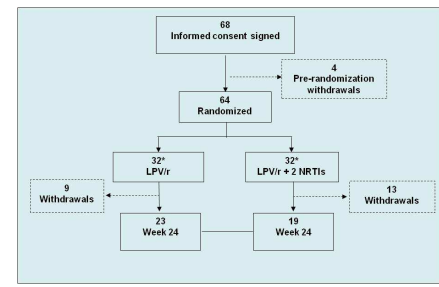 68
Informed consent signed
4
Pre-randomization
withdrawals
64
Randomized
32*
LPV/r
32*
LPV/r + 2 NRTIs
9
Withdrawals
13
Withdrawals
23
Week 24
19
Week 24